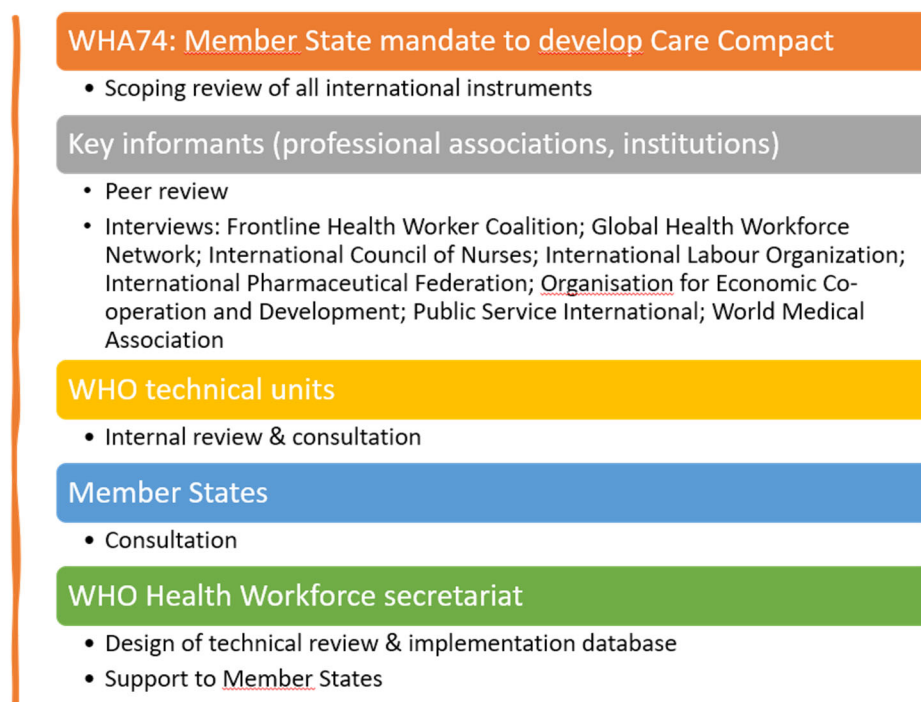 WHA74: Member State mandate to develop Care Compact
• Scoping review of all international instruments
Key informants (professional associations, institutions)
• Peer review
• Interviews: Frontline Health Worker Coalition; Global Health Workforce
Network; International Council of Nurses; International Labour Organization;
International Pharmaceutical Federation; Organisation for Economic Co-
operation and Development; Public Service International; World Medical
Association
WHO technical units
• Internal review & consultation
Member States
• Consultation
WHO Health Workforce secretariat
• Design of technical review & implementation database
• Support to Member States